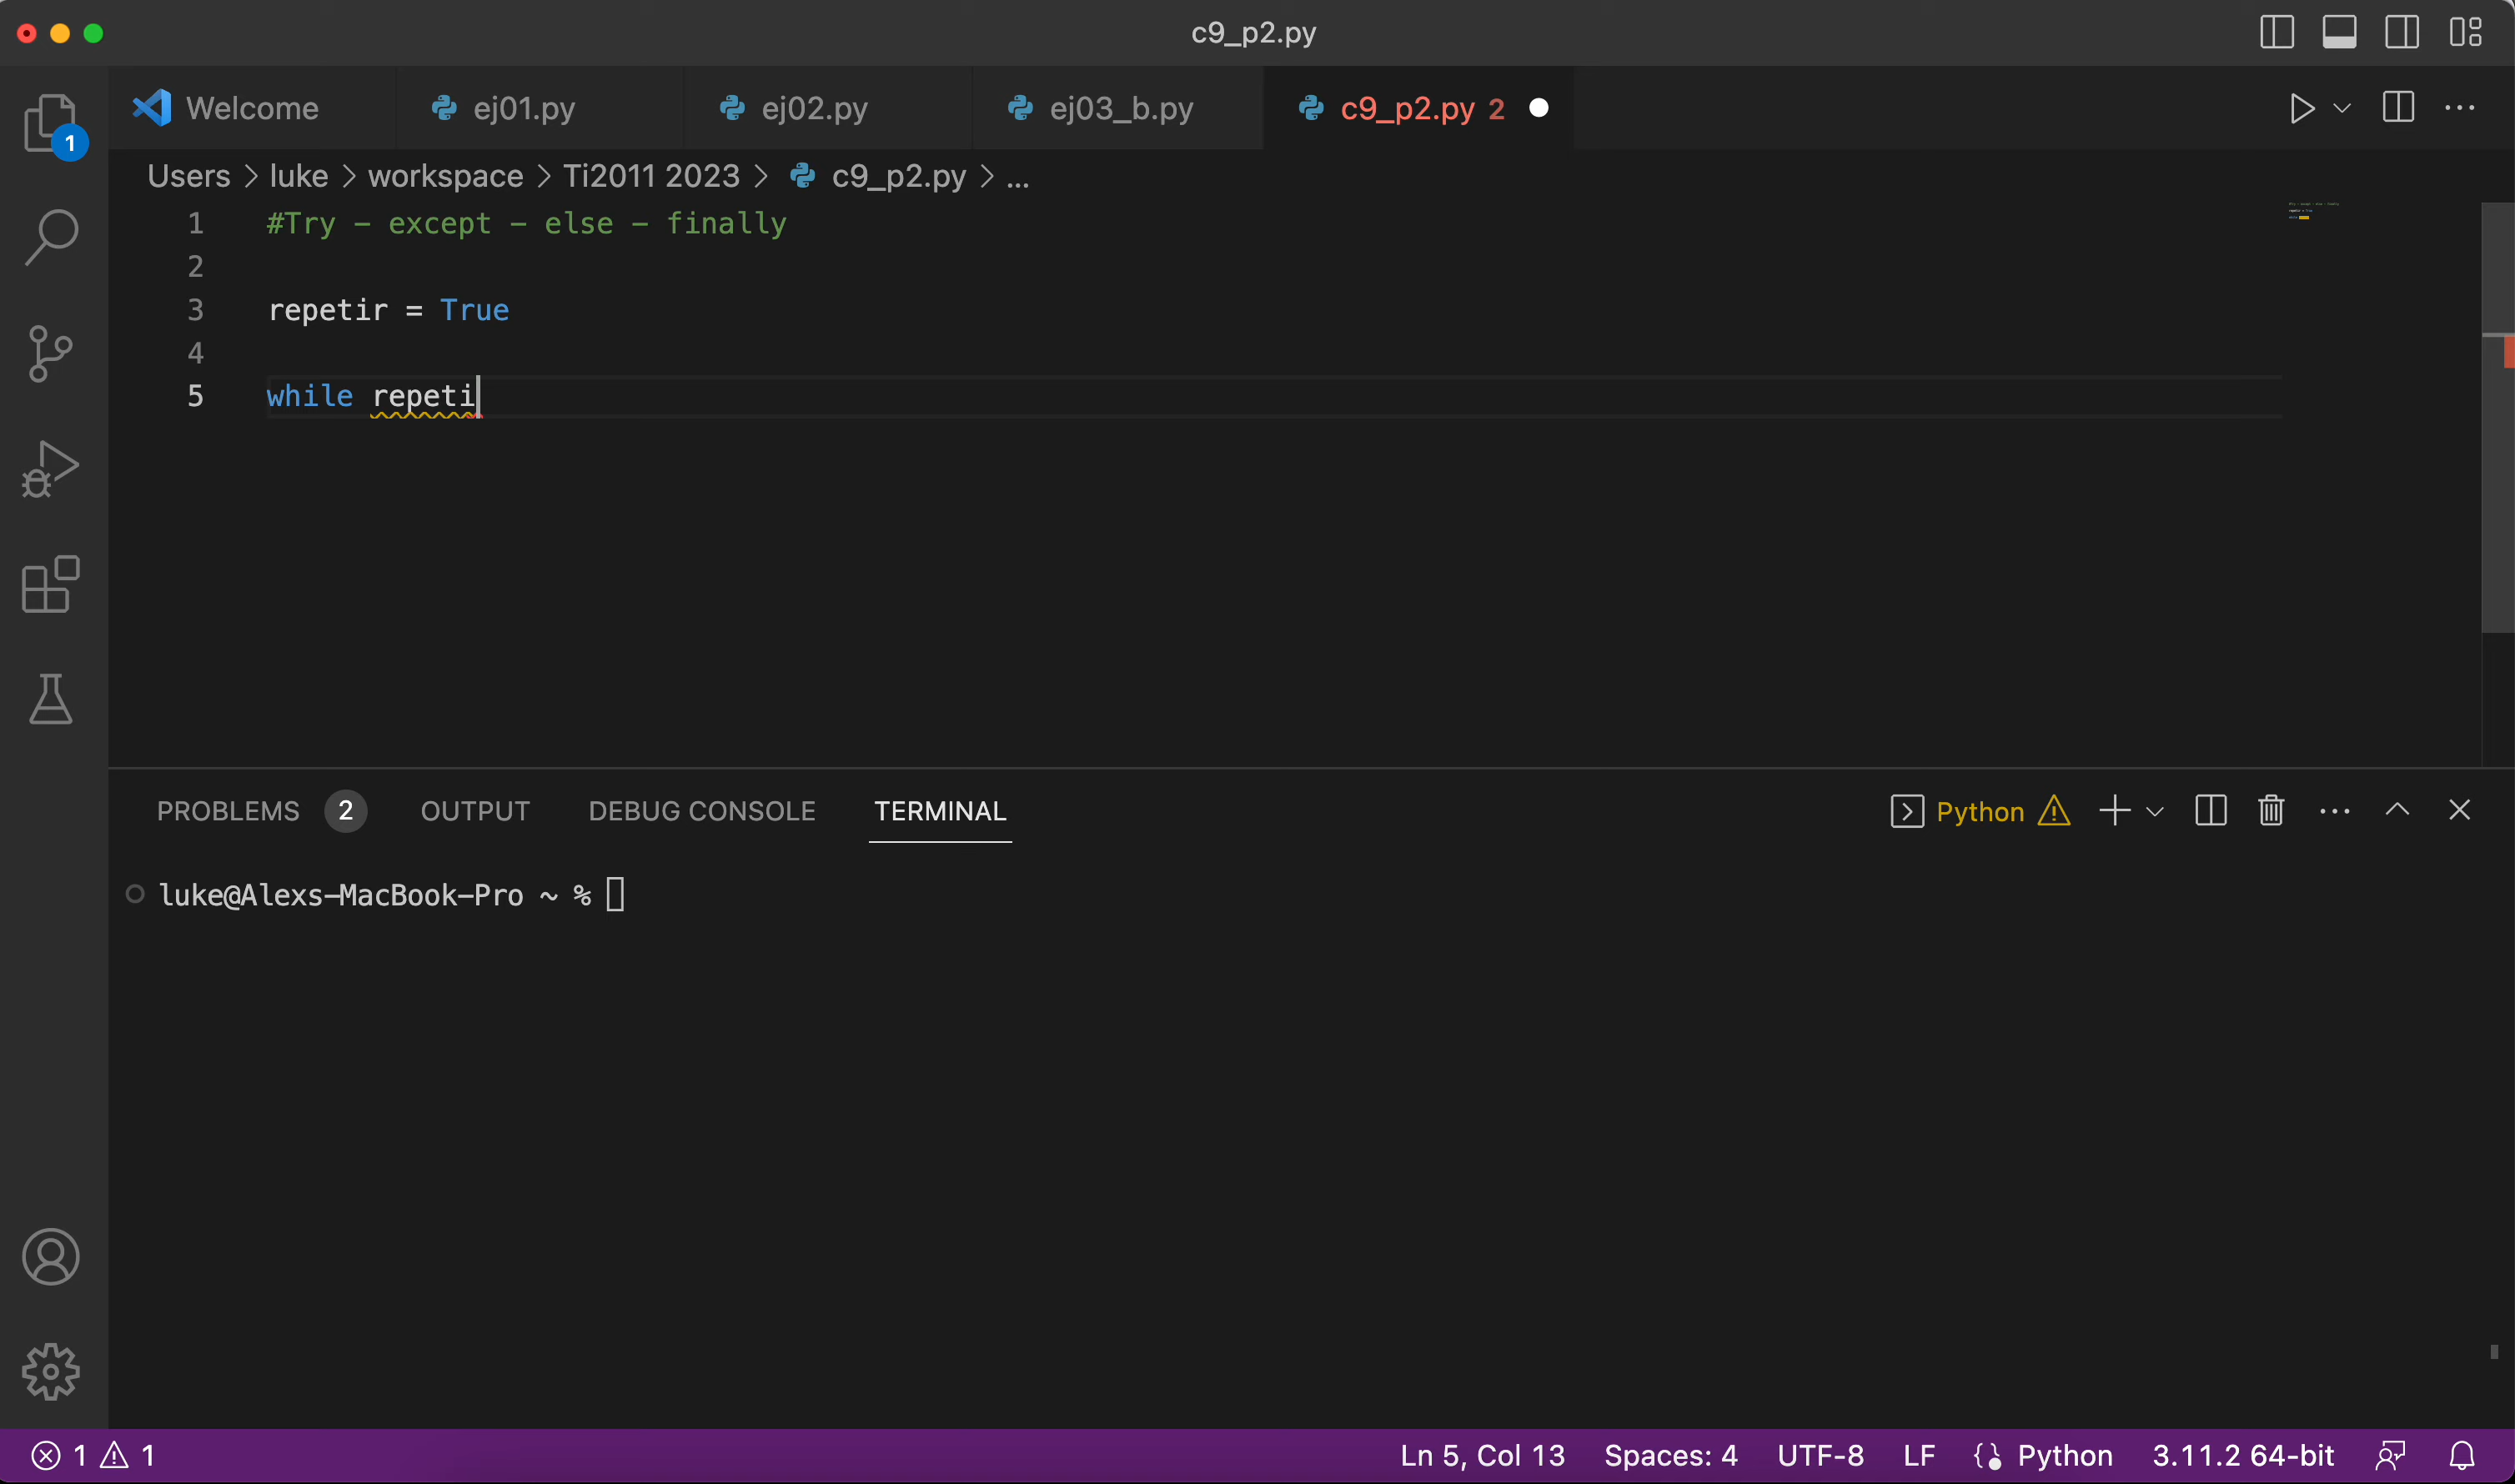 c9_p2.py
Welcome ej01.py ej02.py ej03_b.py c9_p2.py 2
1
Users > luke > workspace > Ti2011 2023 > c9_p2.py > ...
1 #Try - except - else - finally
2
3 repetir = True
4
5 while repeti
PROBLEMS 2 OUTPUT DEBUG CONSOLE TERMINAL Python
luke@Alexs-MacBook-Pro ~ %
1 1 Ln 5, Col 13 Spaces: 4 UTF-8 LF Python 3.11.2 64-bit